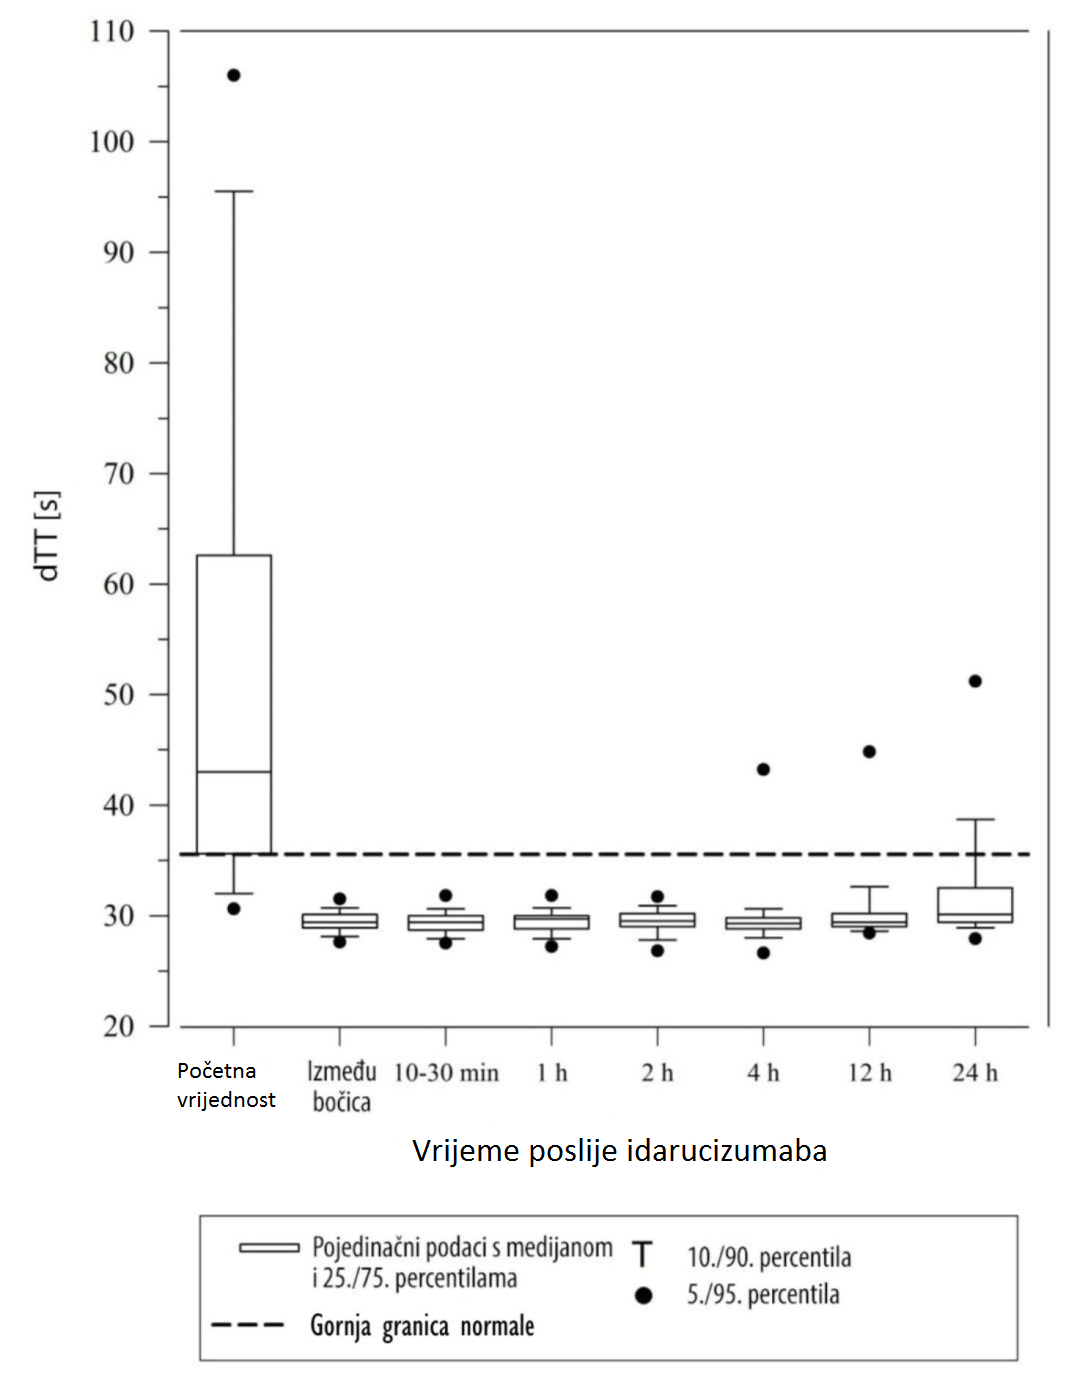 110
100
90
80
70
60
50
40
30
20
dTT [s]
Početna vrijednost
Između bočica
10-30 min
1 h
2 h
4 h
12 h
24 h
Vrijeme poslije idarucizumaba
Pojedinačni podaci s medijanom
i 25./75. percentilama
Gornja granica normale
10./90. percentila
5./95. percentila